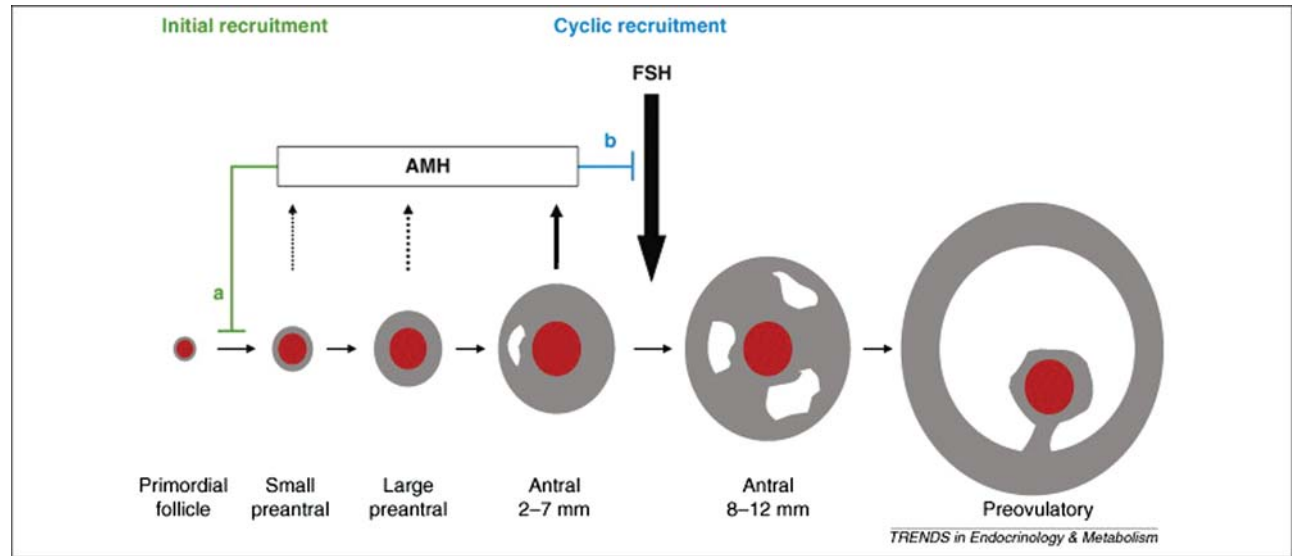 Initial recruitment
Cyclic recruitment
FSH
b
AMH
a
Primordial
follicle
Small
preantral
Large
preantral
Antral
2–7 mm
Antral
8–12 mm
Preovulatory
TRENDS in Endocrinology & Metabolism